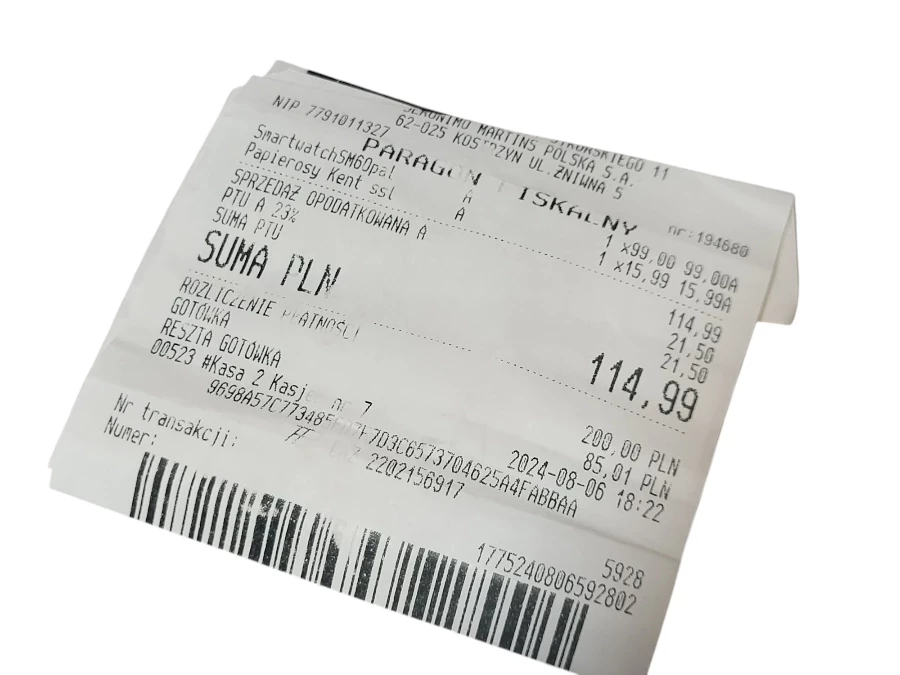 JERONIMO MARTINS POLSKA S.A.
62-025 KOSTRZYN UL.ŻNIWNA 5
NIP 7791011327
PARAGON FISKALNY nr:194680
SmartwatchSM60pal A 1 x99,00 99,00A
Papierosy Kent ssl A 1 x15,99 15,99A
SPRZEDAŻ OPODATKOWANA A 114,99
PTU A 23% 21,50
SUMA PTU 21,50
SUMA PLN 114,99
ROZLICZENIE PŁATNOŚCI
GOTÓWKA 200,00 PLN
RESZTA GOTÓWKA 85,01 PLN
00523 #Kasa 2 Kasjer nr 7 2024-08-06 18:22
7D3C6573704625A4FABBAA
2202156917
Nr transakcji: 5928
Numer: 1775240806592802